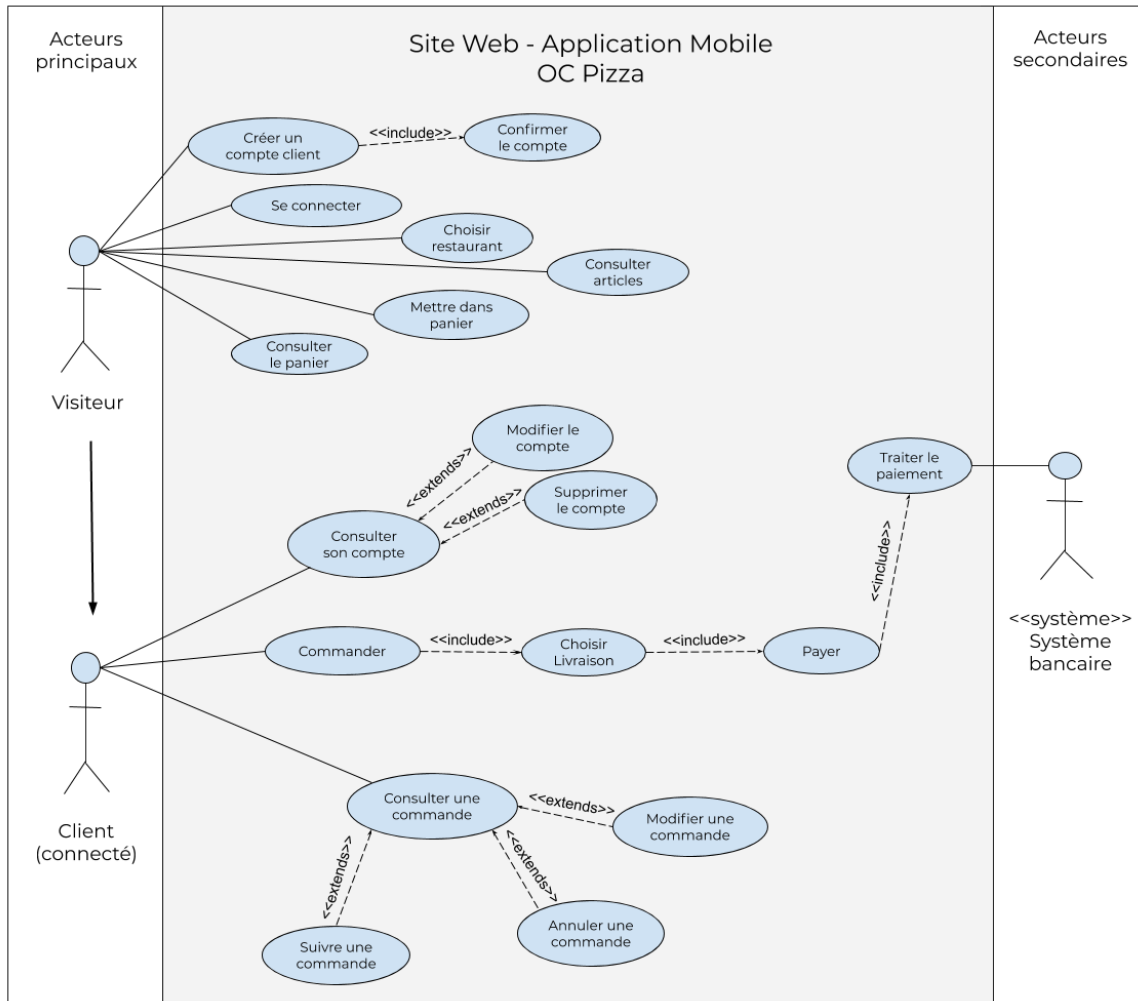 Acteurs
principaux
Site Web - Application Mobile
OC Pizza
Acteurs
secondaires
Créer un
compte client
<<include>>
Confirmer
le compte
Se connecter
Choisir
restaurant
Consulter
articles
Mettre dans
panier
Consulter
le panier
Visiteur
Modifier le
compte
<<extends>>
Supprimer
le compte
<<extends>>
Consulter
son compte
Traiter le
paiement
<<include>>
<<système>>
Système
bancaire
Commander
<<include>>
Choisir
Livraison
<<include>>
Payer
Client
(connecté)
Consulter une
commande
<<extends>>
Modifier une
commande
<<extends>>
<<extends>>
Annuler une
commande
Suivre une
commande